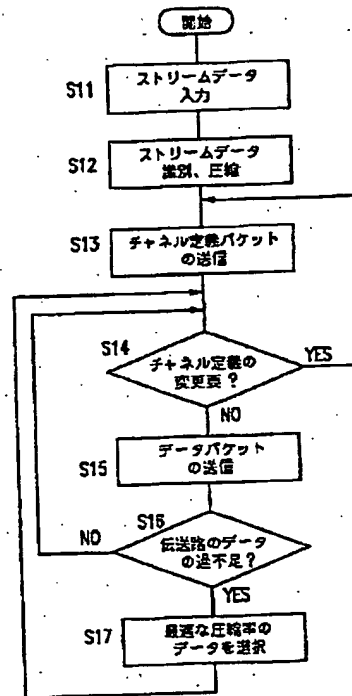 開始
S11
ストリームデータ
入力
S12
ストリームデータ
識別、圧縮
S13
チャネル定義パケット
の送信
S14
チャネル定義の
変更要?
YES
NO
S15
データパケット
の送信
S16
NO
伝送路のデータ
の過不足?
YES
S17
最適な圧縮率の
データを選択